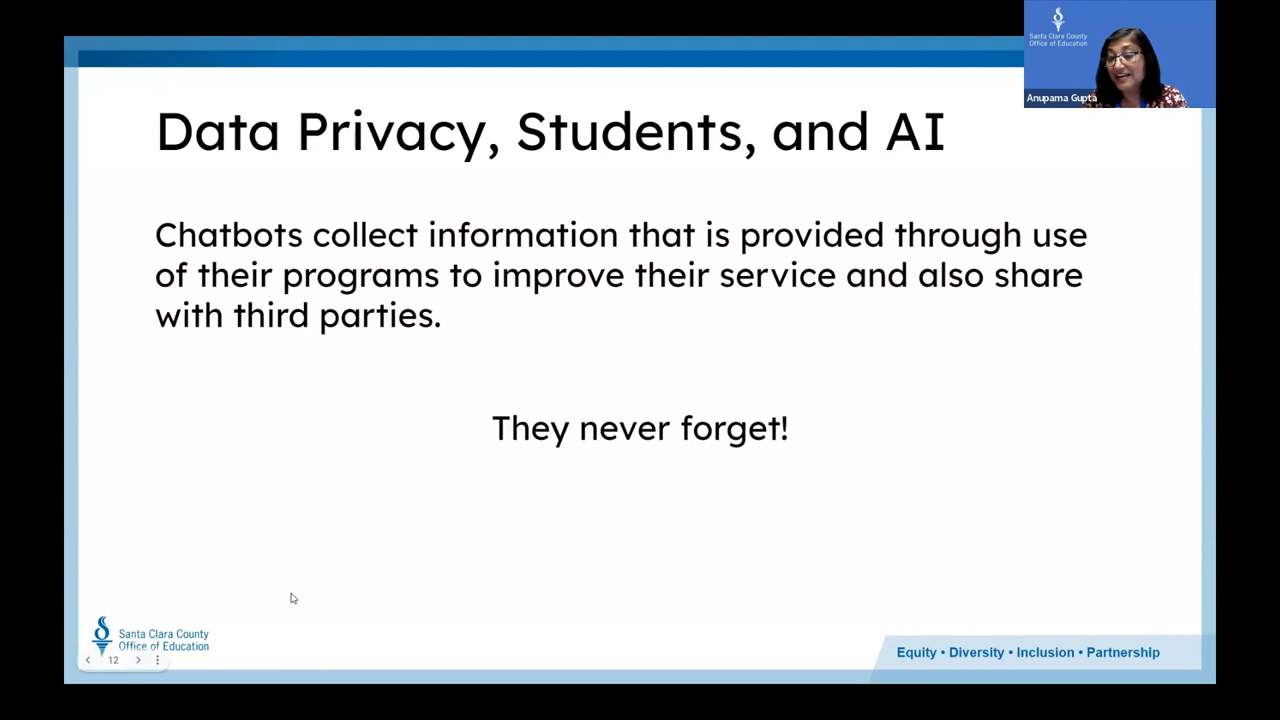 Santa Clara County
Office of Education
Anupama Gupta
Data Privacy, Students, and AI
Chatbots collect information that is provided through use
of their programs to improve their service and also share
with third parties.
They never forget!
Santa Clara County
Office of Education
12
Equity • Diversity • Inclusion • Partnership